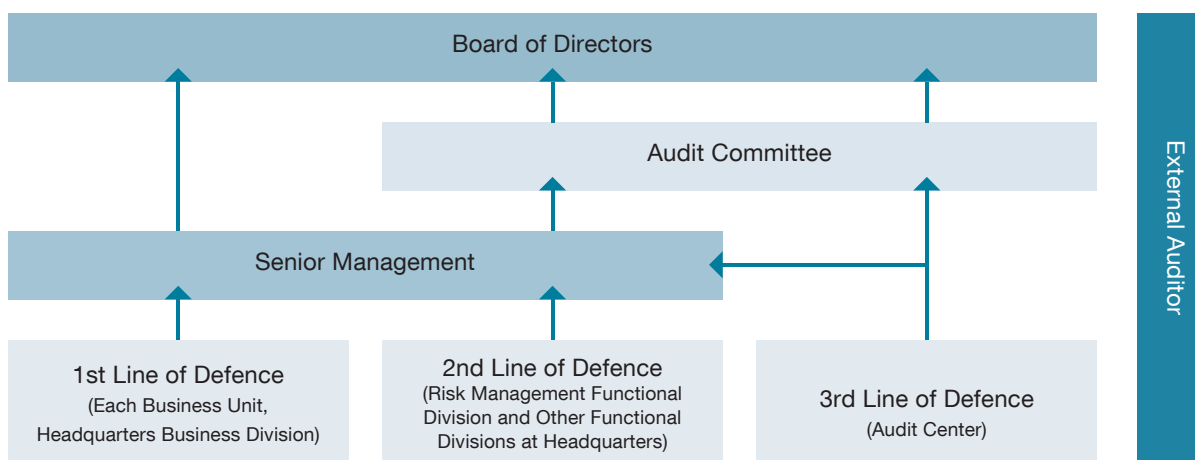 Board of Directors
Audit Committee
Senior Management
1st Line of Defence
(Each Business Unit,
Headquarters Business Division)
2nd Line of Defence
(Risk Management Functional
Division and Other Functional
Divisions at Headquarters)
3rd Line of Defence
(Audit Center)
External Auditor